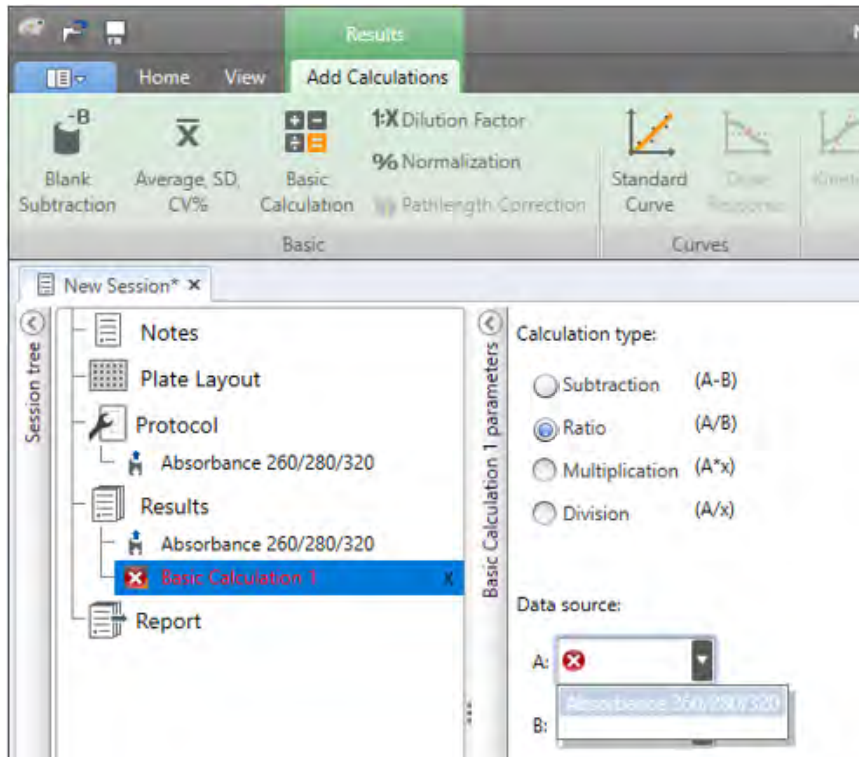 Results
Home View Add Calculations
-B
Blank
Subtraction
X
Average, SD,
CV%
Basic
Calculation
1:X Dilution Factor
% Normalization
Pathlength Correction
Standard
Curve
Dose
Response
Basic
Curves
New Session* x
Session tree
Notes
Plate Layout
Protocol
Absorbance 260/280/320
Results
Absorbance 260/280/320
Basic Calculation 1 X
Report
Basic Calculation 1 parameters
Calculation type:
Subtraction (A-B)
Ratio (A/B)
Multiplication (A*x)
Division (A/x)
Data source:
A:
Absorbance 260/280/320
B: